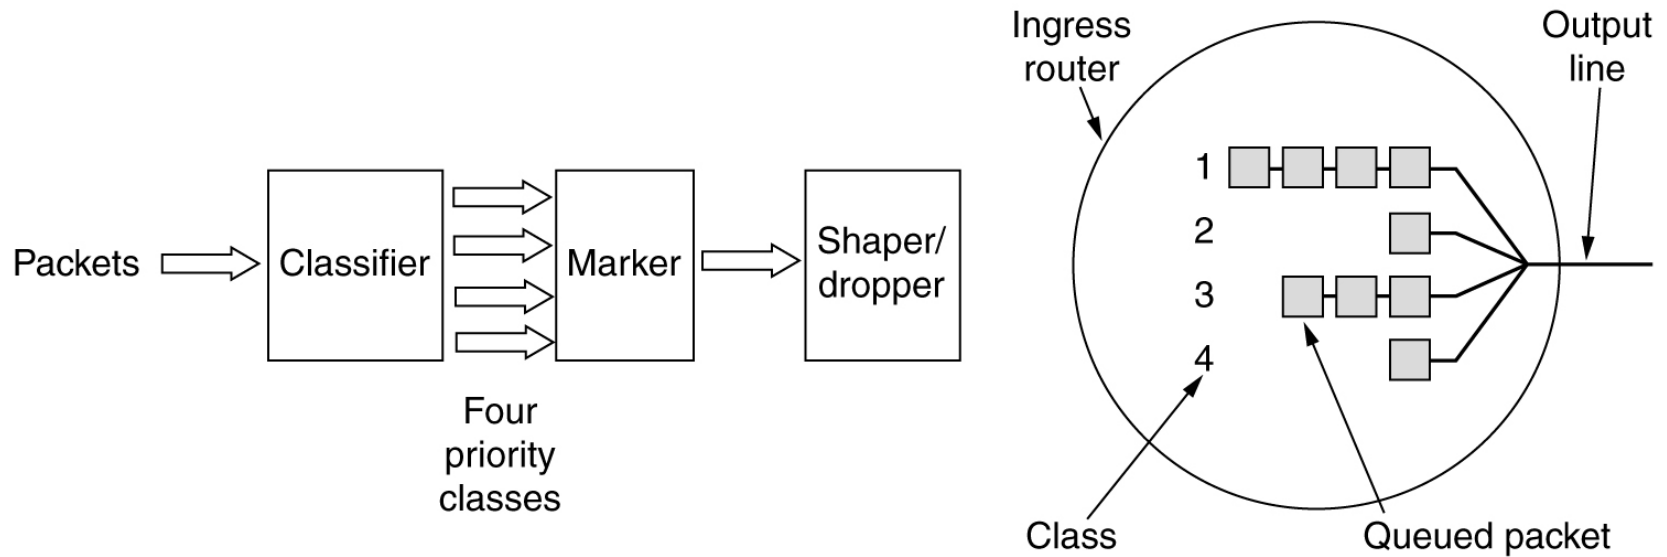 Packets
Classifier
Four
priority
classes
Marker
Shaper/
dropper
Ingress
router
Output
line
1
2
3
4
Class
Queued packet